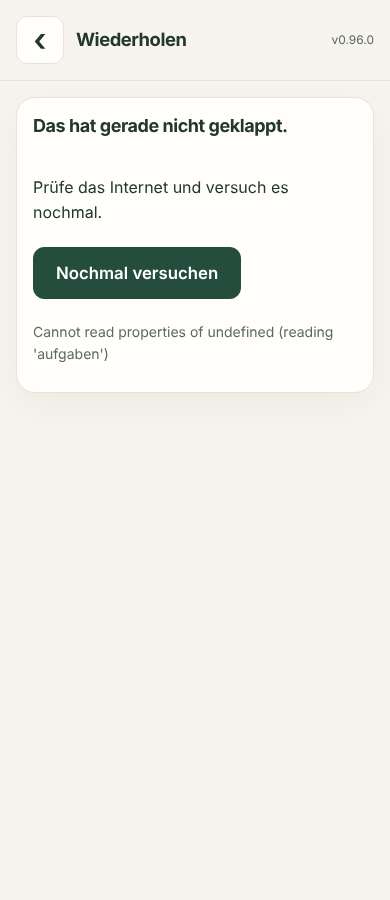 Wiederholen
v0.96.0
Das hat gerade nicht geklappt.
Prüfe das Internet und versuch es
nochmal.
Nochmal versuchen
Cannot read properties of undefined (reading
'aufgaben')